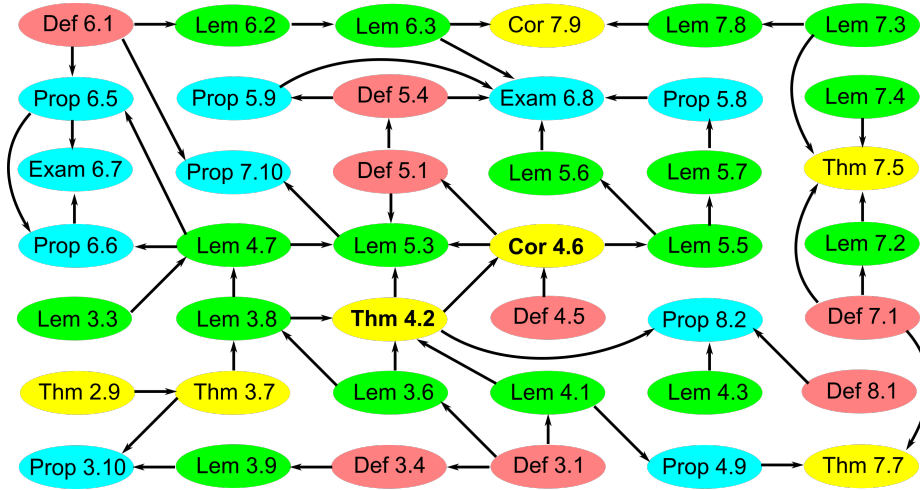 Def 6.1 Lem 6.2 Lem 6.3 Cor 7.9 Lem 7.8 Lem 7.3
Prop 6.5 Prop 5.9 Def 5.4 Exam 6.8 Prop 5.8 Lem 7.4
Exam 6.7 Prop 7.10 Def 5.1 Lem 5.6 Lem 5.7 Thm 7.5
Prop 6.6 Lem 4.7 Lem 5.3 Cor 4.6 Lem 5.5 Lem 7.2
Lem 3.3 Lem 3.8 Thm 4.2 Def 4.5 Prop 8.2 Def 7.1
Thm 2.9 Thm 3.7 Lem 3.6 Lem 4.1 Lem 4.3 Def 8.1
Prop 3.10 Lem 3.9 Def 3.4 Def 3.1 Prop 4.9 Thm 7.7